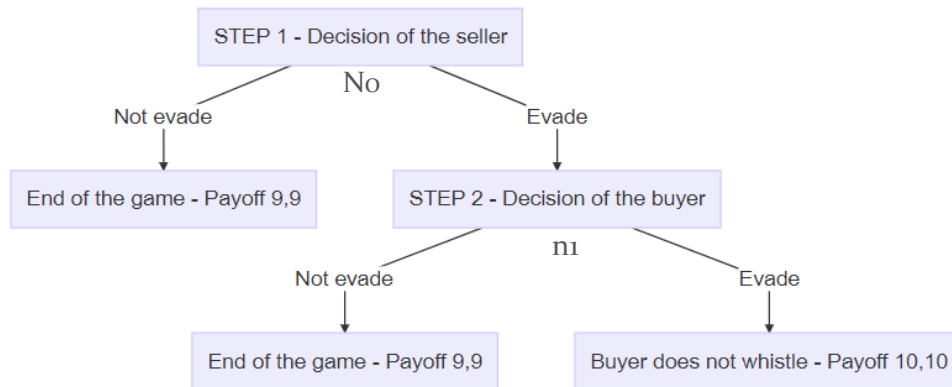 STEP 1 - Decision of the seller
No
Not evade
Evade
End of the game - Payoff 9,9
STEP 2 - Decision of the buyer
n1
Not evade
Evade
End of the game - Payoff 9,9
Buyer does not whistle - Payoff 10,10